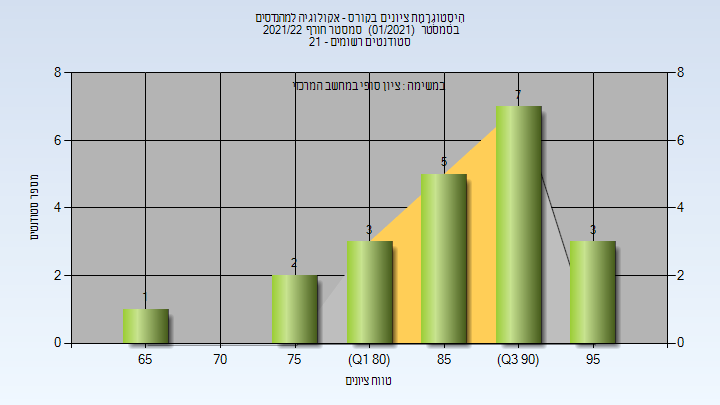 הִיסְטוֹגְרָמַת ציונים בקורס - אקולוגיה למהנדסים
בסמסטר (01/2021) סמסטר חורף 2021/22
סטודנטים רשומים - 21
במשימה : ציון סופי במחשב המרכזי
8 8
7
6 6
5
4 4
3 3
2
2 2
1
0 0
65 70 75 (Q1 80) 85 (Q3 90) 95
מספר סטודנטים
טווח ציונים